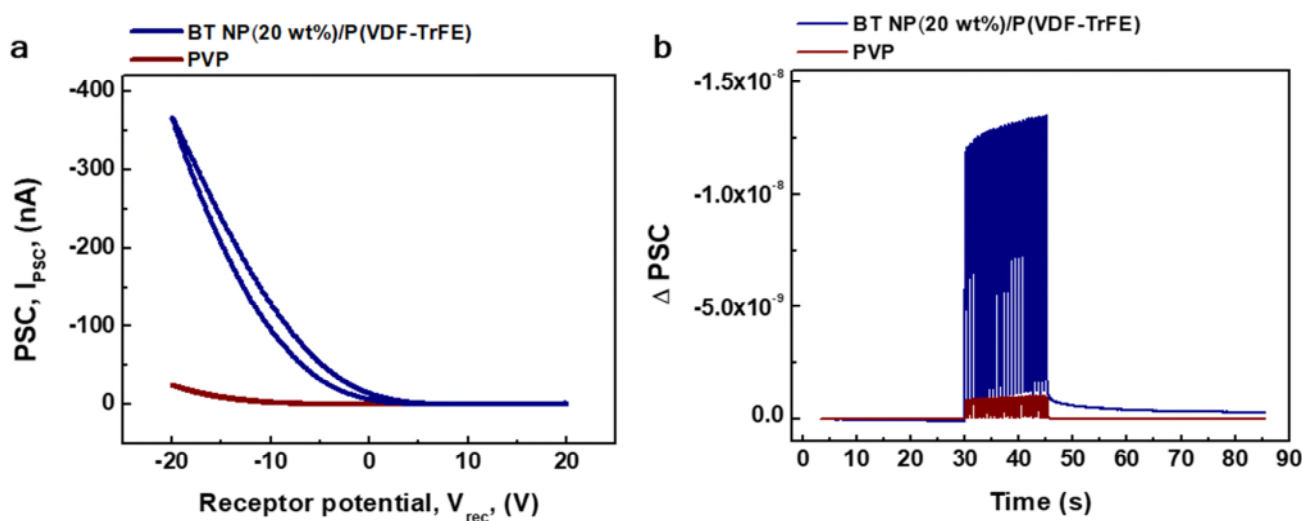 a
BT NP(20 wt%)/P(VDF-TrFE)
PVP
PSC, I_PSC, (nA)
-400
-300
-200
-100
0
-20
-10
0
10
20
Receptor potential, V_rec, (V)
b
BT NP(20 wt%)/P(VDF-TrFE)
PVP
Δ PSC
-1.5x10⁻⁸
-1.0x10⁻⁸
-5.0x10⁻⁹
0.0
0
10
20
30
40
50
60
70
80
90
Time (s)